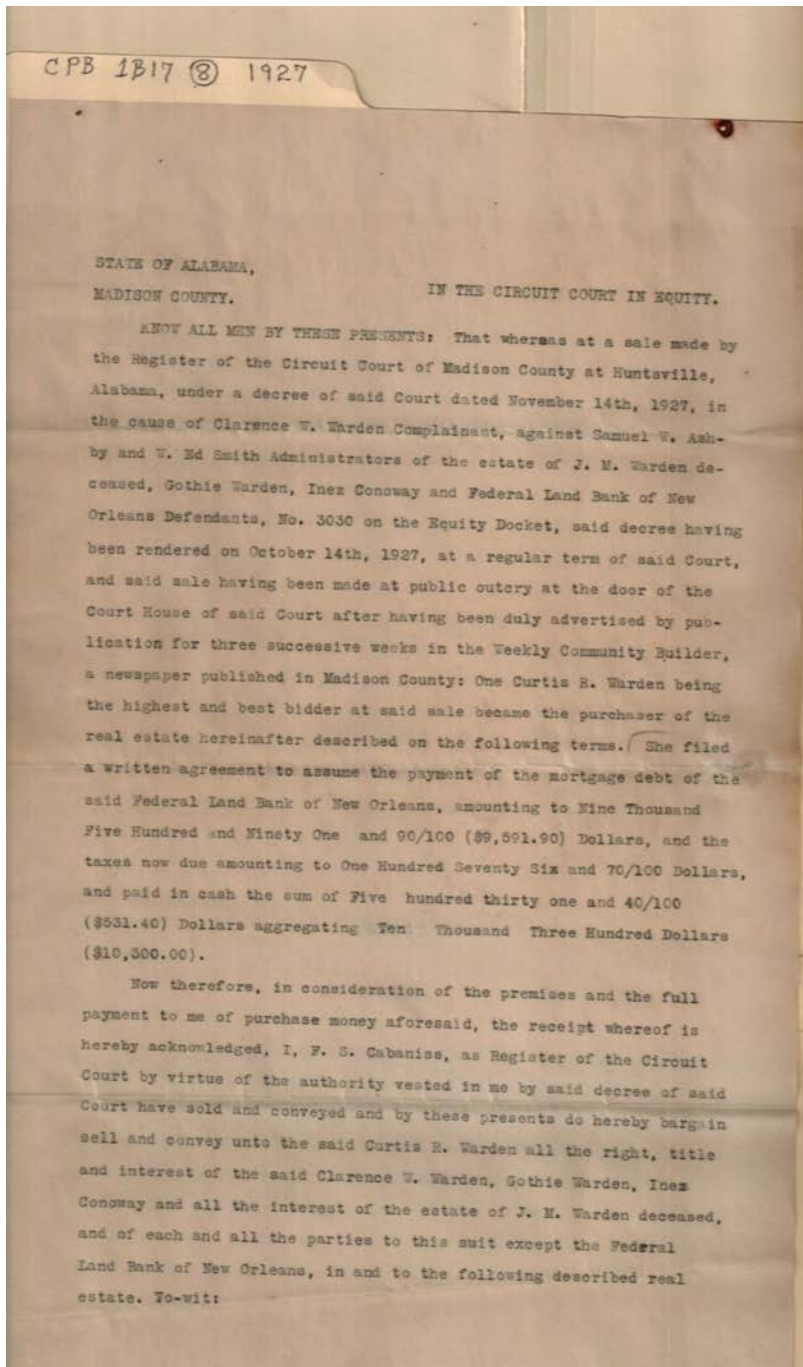 CPB 1B17 ⑧ 1927
STATE OF ALABAMA,
MADISON COUNTY. IN THE CIRCUIT COURT IN EQUITY.
KNOW ALL MEN BY THESE PRESENTS: That whereas at a sale made by
the Register of the Circuit Court of Madison County at Huntsville,
Alabama, under a decree of said Court dated November 14th, 1927, in
the cause of Clarence W. Warden Complainant, against Samuel W. Ash-
by and W. Ed Smith Administrators of the estate of J. M. Warden de-
ceased, Gothie Warden, Inez Conoway and Federal Land Bank of New
Orleans Defendants, No. 3030 on the Equity Docket, said decree having
been rendered on October 14th, 1927, at a regular term of said Court,
and said sale having been made at public outcry at the door of the
Court House of said Court after having been duly advertised by pub-
lication for three successive weeks in the Weekly Community Builder,
a newspaper published in Madison County: One Curtis R. Warden being
the highest and best bidder at said sale became the purchaser of the
real estate hereinafter described on the following terms. (She filed
a written agreement to assume the payment of the mortgage debt of the
said Federal Land Bank of New Orleans, amounting to Nine Thousand
Five Hundred and Ninety One and 90/100 ($9,591.90) Dollars, and the
taxes now due amounting to One Hundred Seventy Six and 70/100 Dollars,
and paid in cash the sum of Five hundred thirty one and 40/100
($531.40) Dollars aggregating Ten Thousand Three Hundred Dollars
($10,300.00).
Now therefore, in consideration of the premises and the full
payment to me of purchase money aforesaid, the receipt whereof is
hereby acknowledged, I, F. S. Cabaniss, as Register of the Circuit
Court by virtue of the authority vested in me by said decree of said
Court have sold and conveyed and by these presents do hereby bargain
sell and convey unto the said Curtis R. Warden all the right, title
and interest of the said Clarence W. Warden, Gothie Warden, Inez
Conoway and all the interest of the estate of J. M. Warden deceased,
and of each and all the parties to this suit except the Federal
Land Bank of New Orleans, in and to the following described real
estate. To-wit: